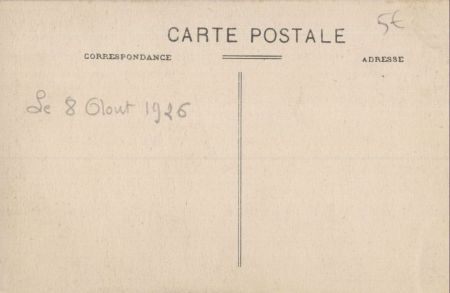 5€
CARTE POSTALE
CORRESPONDANCE
ADRESSE
Le 8 Aout 1926